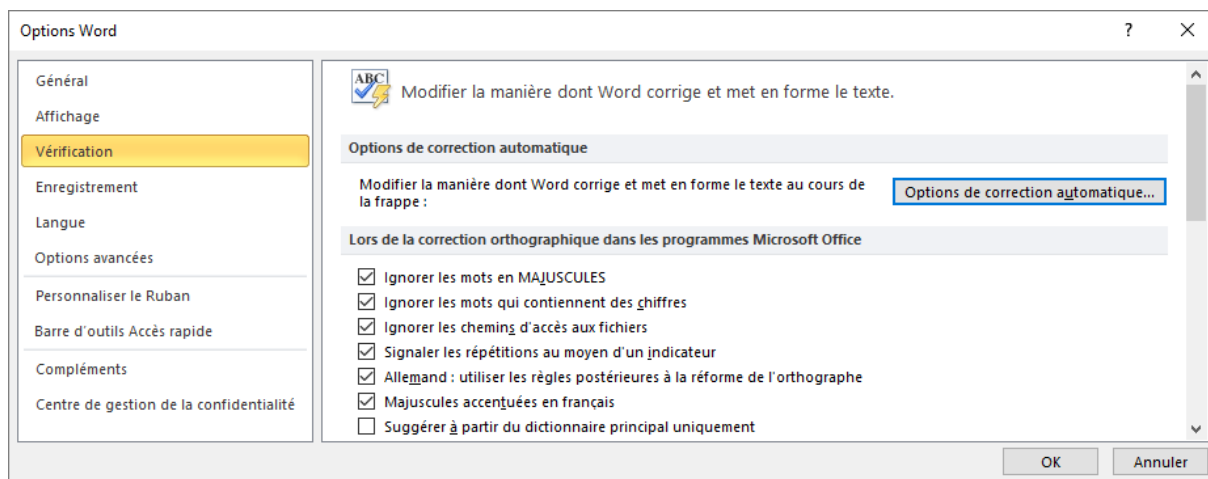 Options Word
?
Général
Affichage
Vérification
Enregistrement
Langue
Options avancées
Personnaliser le Ruban
Barre d'outils Accès rapide
Compléments
Centre de gestion de la confidentialité
ABC
Modifier la manière dont Word corrige et met en forme le texte.
Options de correction automatique
Modifier la manière dont Word corrige et met en forme le texte au cours de
la frappe :
Options de correction automatique...
Lors de la correction orthographique dans les programmes Microsoft Office
Ignorer les mots en MAJUSCULES
Ignorer les mots qui contiennent des chiffres
Ignorer les chemins d'accès aux fichiers
Signaler les répétitions au moyen d'un indicateur
Allemand : utiliser les règles postérieures à la réforme de l'orthographe
Majuscules accentuées en français
Suggérer à partir du dictionnaire principal uniquement
OK
Annuler